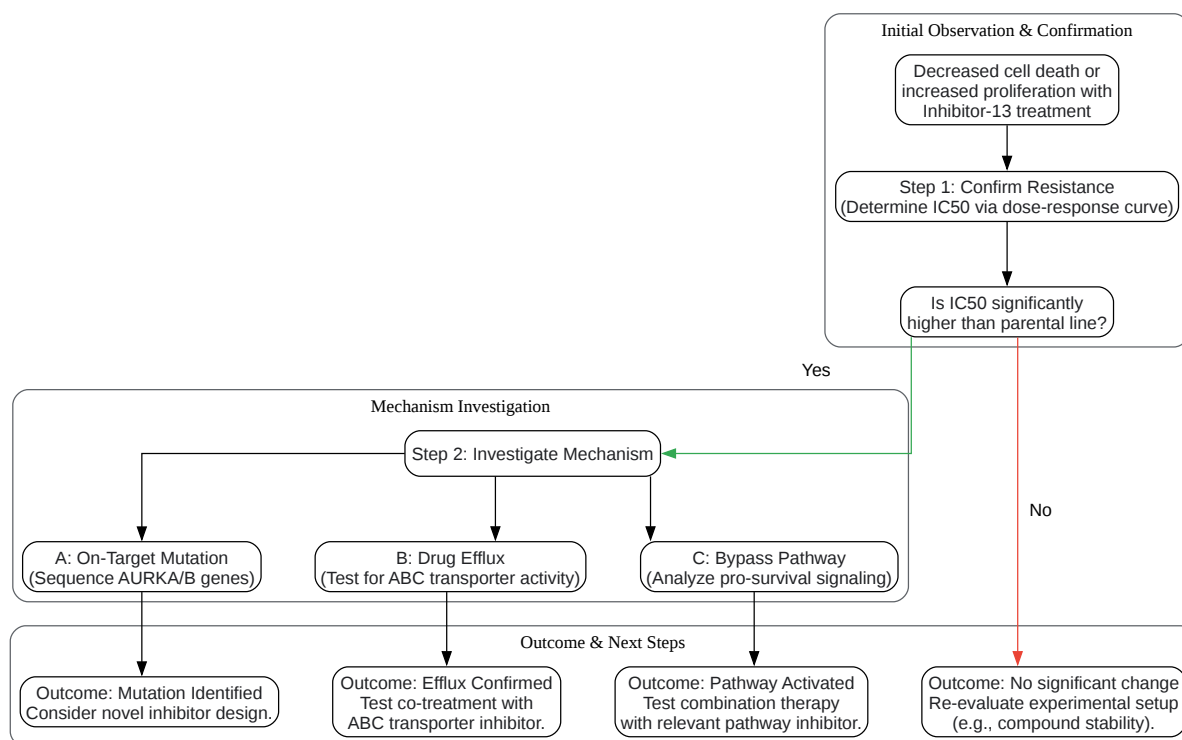 Initial Observation & Confirmation
Decreased cell death or
increased proliferation with
Inhibitor-13 treatment
Step 1: Confirm Resistance
(Determine IC50 via dose-response curve)
Is IC50 significantly
higher than parental line?
Yes
No
Mechanism Investigation
Step 2: Investigate Mechanism
A: On-Target Mutation
(Sequence AURKA/B genes)
B: Drug Efflux
(Test for ABC transporter activity)
C: Bypass Pathway
(Analyze pro-survival signaling)
Outcome & Next Steps
Outcome: Mutation Identified
Consider novel inhibitor design.
Outcome: Efflux Confirmed
Test co-treatment with
ABC transporter inhibitor.
Outcome: Pathway Activated
Test combination therapy
with relevant pathway inhibitor.
Outcome: No significant change
Re-evaluate experimental setup
(e.g., compound stability).